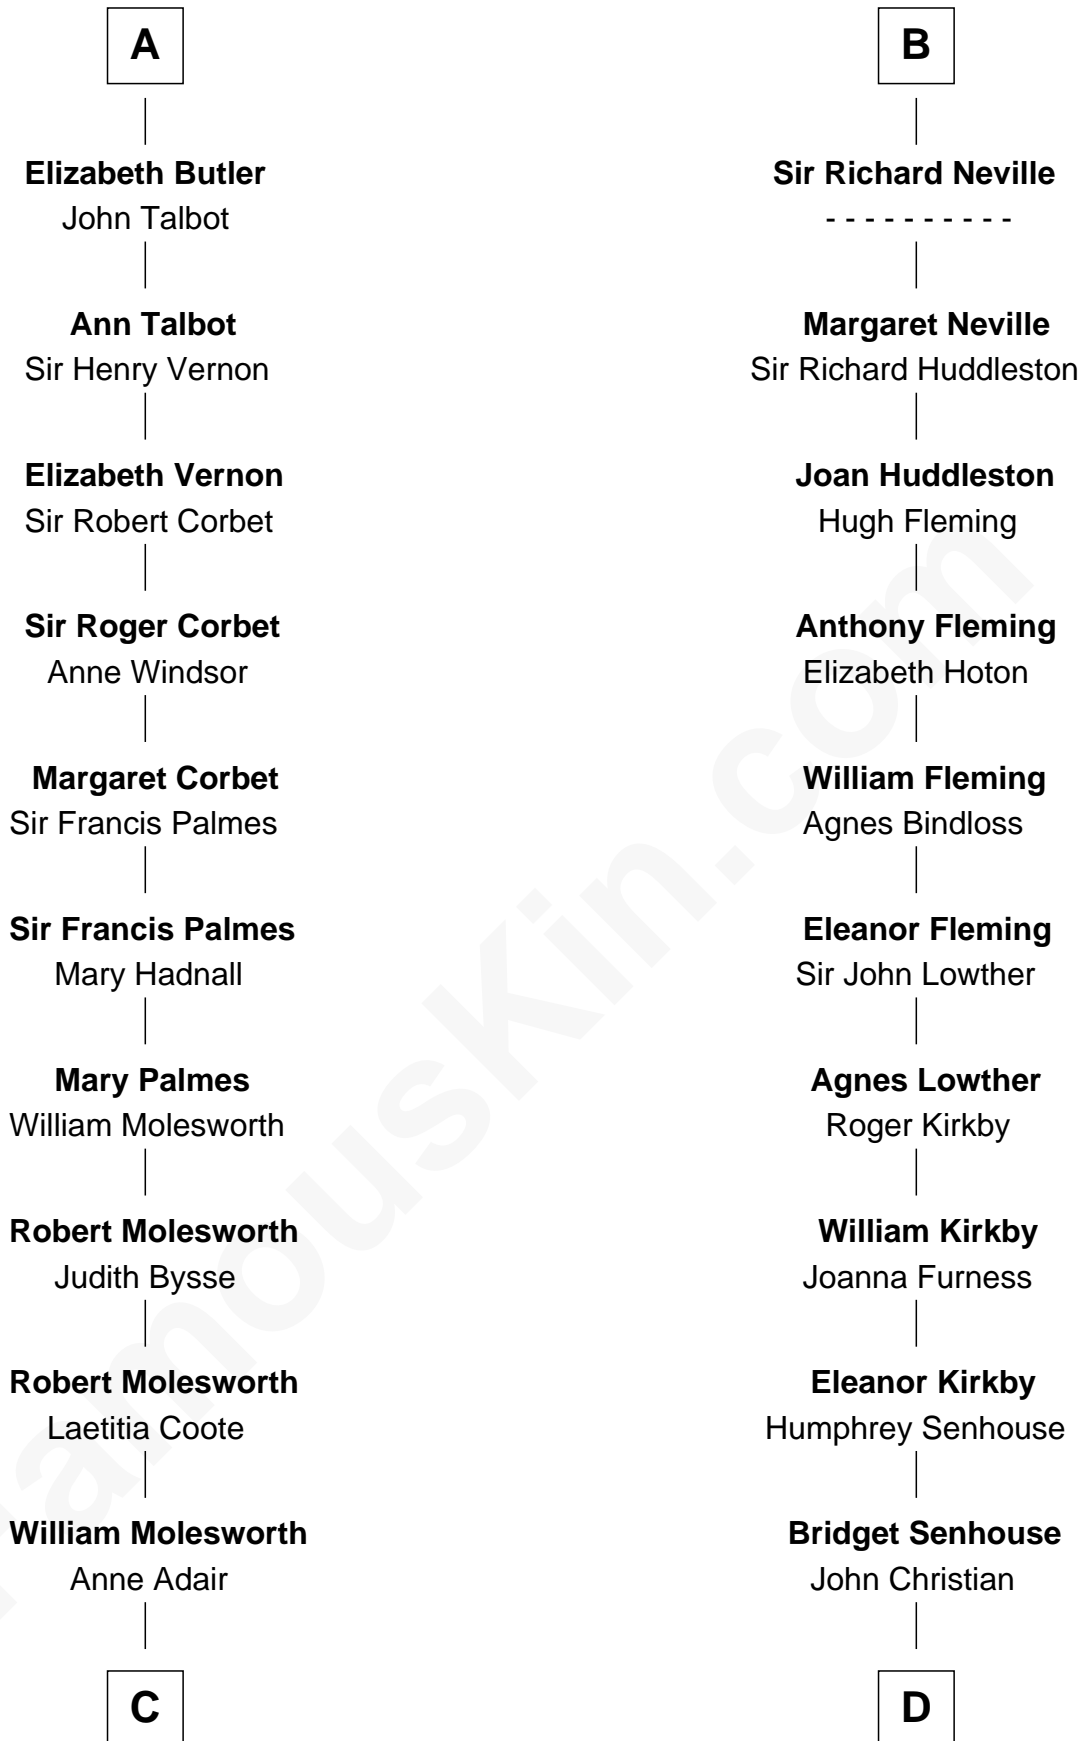 A
Elizabeth Butler
John Talbot
Ann Talbot
Sir Henry Vernon
Elizabeth Vernon
Sir Robert Corbet
Sir Roger Corbet
Anne Windsor
Margaret Corbet
Sir Francis Palmes
Sir Francis Palmes
Mary Hadnall
Mary Palmes
William Molesworth
Robert Molesworth
Judith Bysse
Robert Molesworth
Laetitia Coote
William Molesworth
Anne Adair
C
B
Sir Richard Neville
- - - - - - - - - -
Margaret Neville
Sir Richard Huddleston
Joan Huddleston
Hugh Fleming
Anthony Fleming
Elizabeth Hoton
William Fleming
Agnes Bindloss
Eleanor Fleming
Sir John Lowther
Agnes Lowther
Roger Kirkby
William Kirkby
Joanna Furness
Eleanor Kirkby
Humphrey Senhouse
Bridget Senhouse
John Christian
D
FamousKin.com